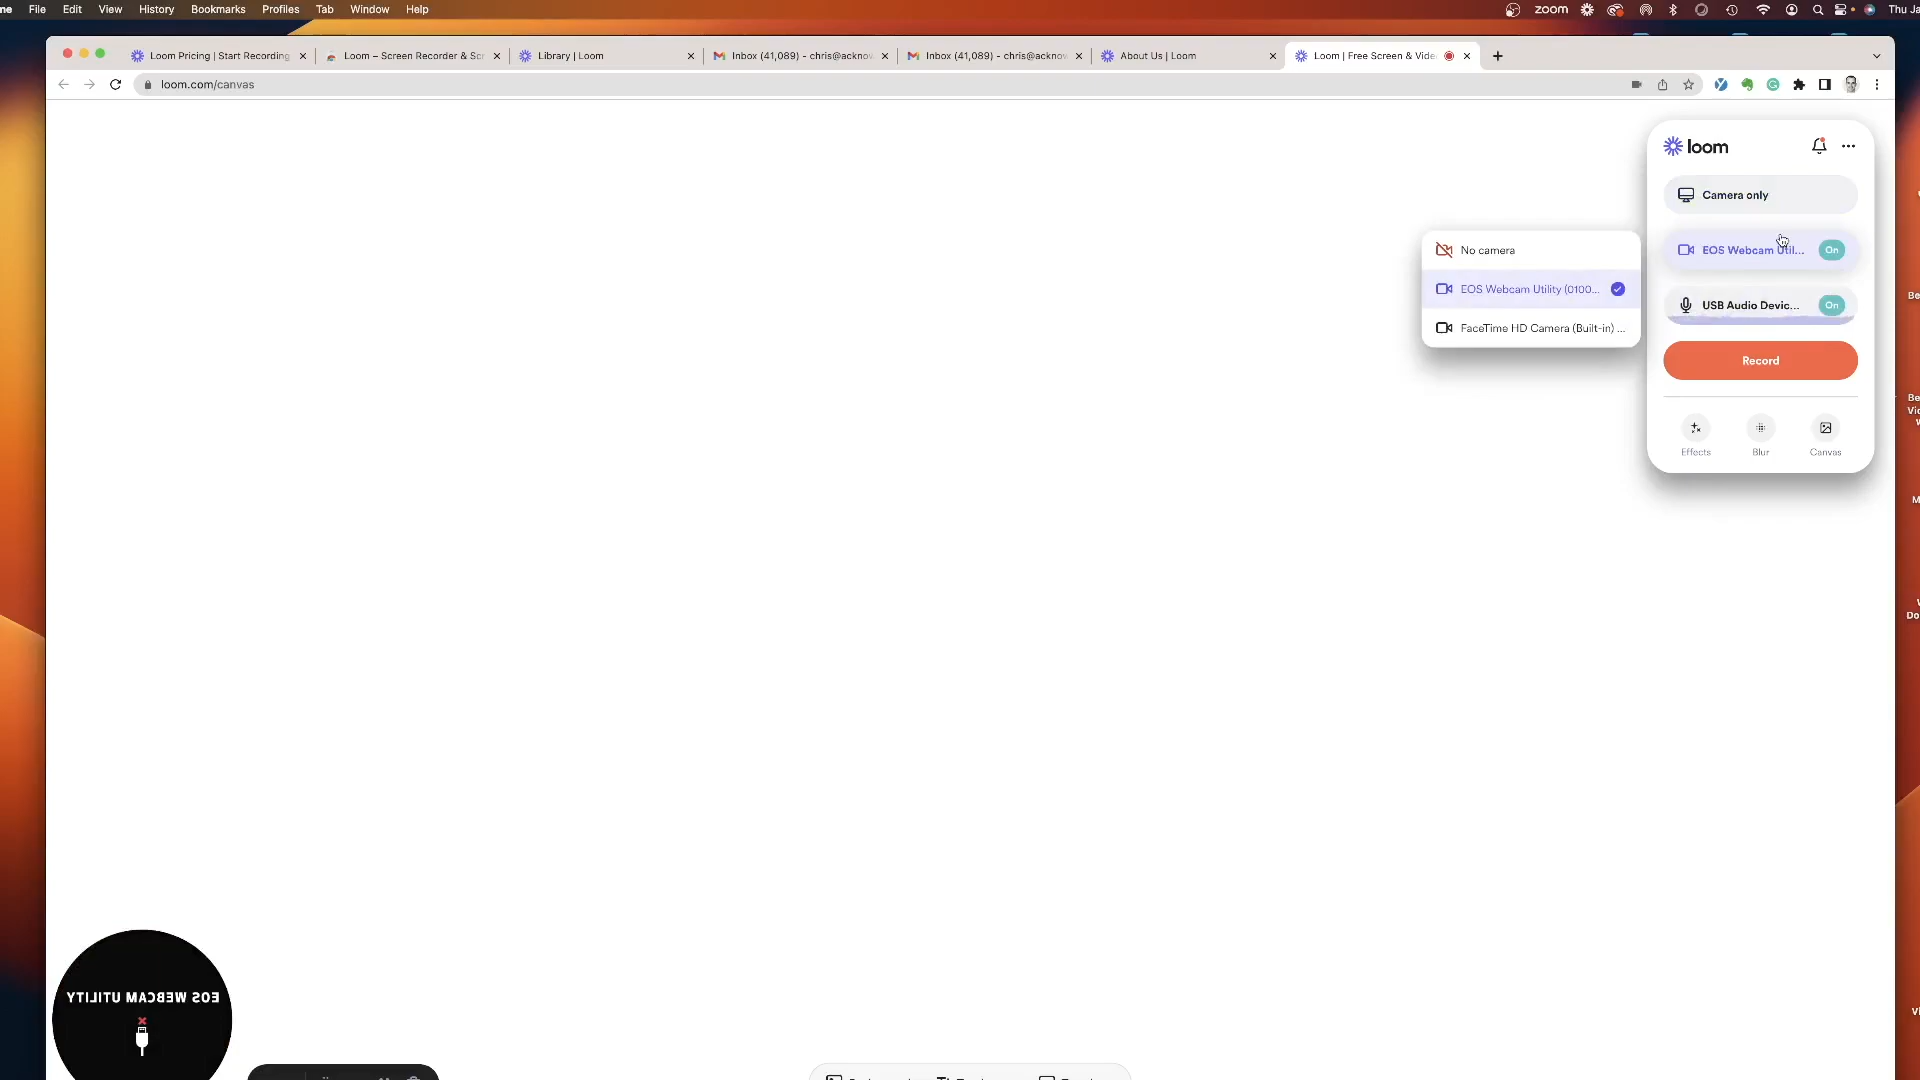 File Edit View History Bookmarks Profiles Tab Window Help
zoom
Loom Pricing | Start Recording
Loom – Screen Recorder & Scr
Library | Loom
Inbox (41,089) - chris@acknow
Inbox (41,089) - chris@acknow
About Us | Loom
Loom | Free Screen & Vide
loom.com/canvas
loom
Camera only
No camera
EOS Webcam Util... On
EOS Webcam Utility (0100...
USB Audio Devic... On
FaceTime HD Camera (Built-in) ...
Record
Effects Blur Canvas
EOS WEBCAM UTILITY